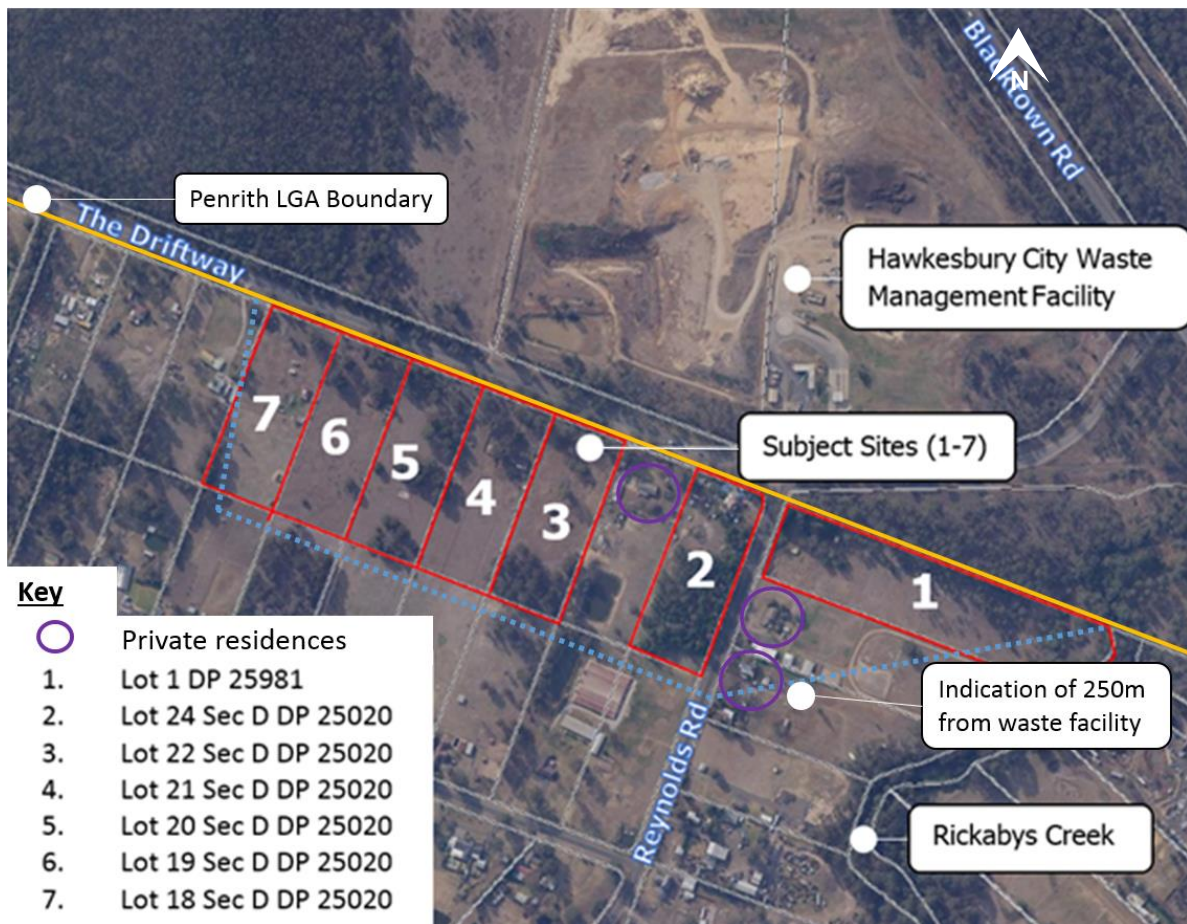 N
Blacktown Rd
Penrith LGA Boundary
The Driftway
Hawkesbury City Waste
Management Facility
Subject Sites (1-7)
7
6
5
4
3
2
1
Key
Private residences
1. Lot 1 DP 25981
2. Lot 24 Sec D DP 25020
3. Lot 22 Sec D DP 25020
4. Lot 21 Sec D DP 25020
5. Lot 20 Sec D DP 25020
6. Lot 19 Sec D DP 25020
7. Lot 18 Sec D DP 25020
Indication of 250m
from waste facility
Reynolds Rd
Rickabys Creek